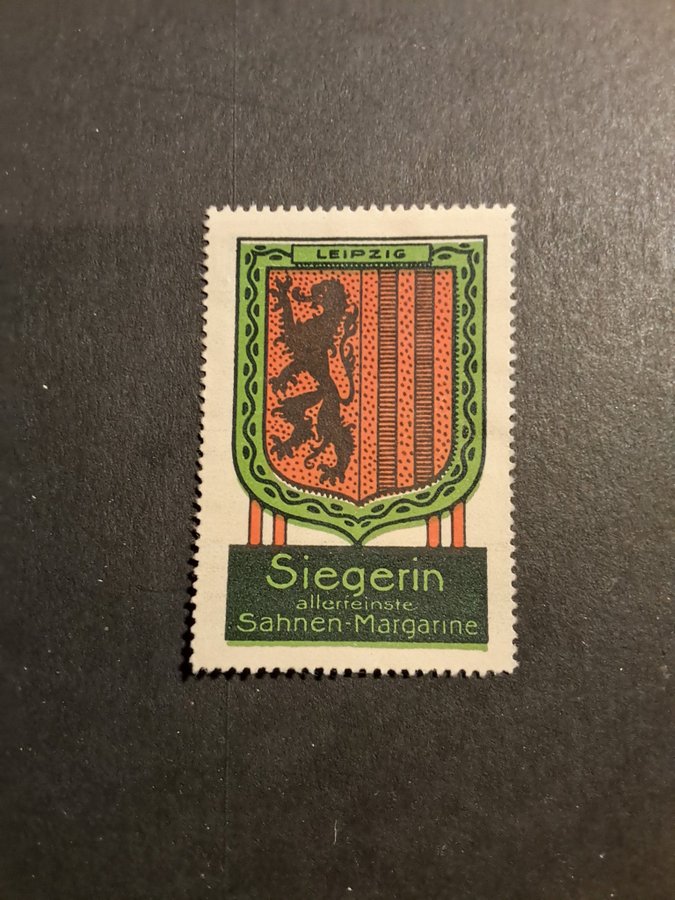 LEIPZIG
Siegerin
allerfeinste
Sahnen-Margarine